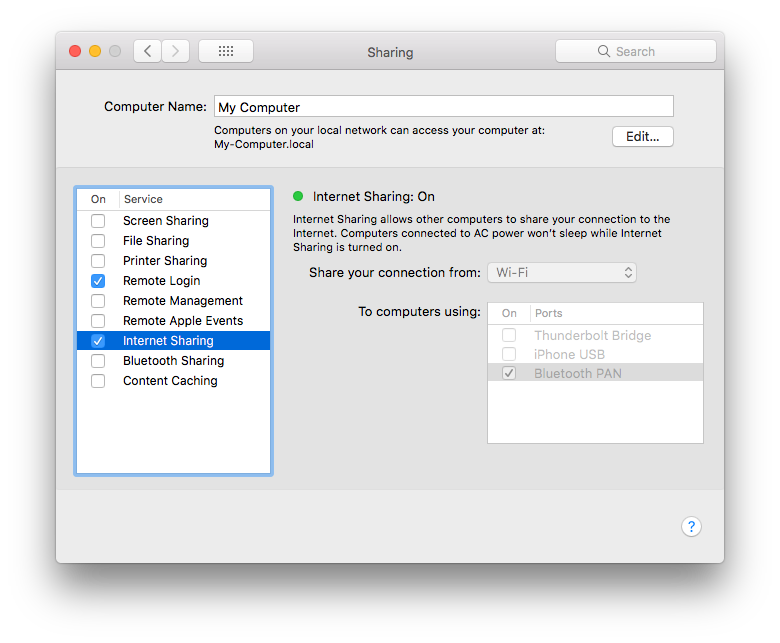 Sharing
Search
Computer Name: My Computer
Computers on your local network can access your computer at:
My-Computer.local
Edit...
On Service
Screen Sharing
File Sharing
Printer Sharing
Remote Login
Remote Management
Remote Apple Events
Internet Sharing
Bluetooth Sharing
Content Caching
Internet Sharing: On
Internet Sharing allows other computers to share your connection to the
Internet. Computers connected to AC power won't sleep while Internet
Sharing is turned on.
Share your connection from: Wi-Fi
To computers using:
On Ports
Thunderbolt Bridge
iPhone USB
Bluetooth PAN
?